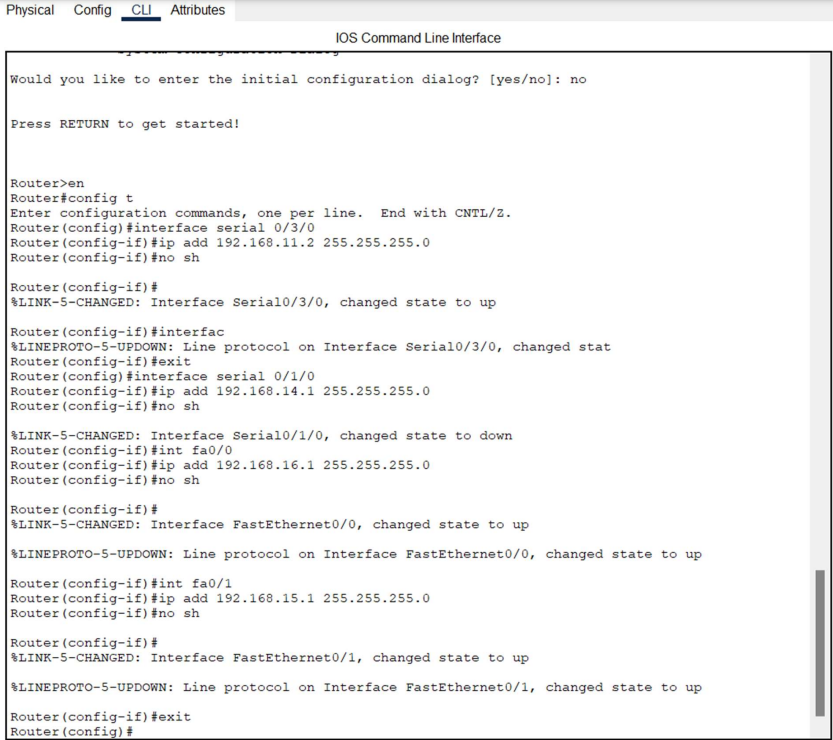 Physical Config CLI Attributes
IOS Command Line Interface
Would you like to enter the initial configuration dialog? [yes/no]: no
Press RETURN to get started!
Router>en
Router#config t
Enter configuration commands, one per line.  End with CNTL/Z.
Router(config)#interface serial 0/3/0
Router(config-if)#ip add 192.168.11.2 255.255.255.0
Router(config-if)#no sh
Router(config-if)#
%LINK-5-CHANGED: Interface Serial0/3/0, changed state to up
Router(config-if)#interfac
%LINEPROTO-5-UPDOWN: Line protocol on Interface Serial0/3/0, changed stat
Router(config-if)#exit
Router(config)#interface serial 0/1/0
Router(config-if)#ip add 192.168.14.1 255.255.255.0
Router(config-if)#no sh
%LINK-5-CHANGED: Interface Serial0/1/0, changed state to down
Router(config-if)#int fa0/0
Router(config-if)#ip add 192.168.16.1 255.255.255.0
Router(config-if)#no sh
Router(config-if)#
%LINK-5-CHANGED: Interface FastEthernet0/0, changed state to up
%LINEPROTO-5-UPDOWN: Line protocol on Interface FastEthernet0/0, changed state to up
Router(config-if)#int fa0/1
Router(config-if)#ip add 192.168.15.1 255.255.255.0
Router(config-if)#no sh
Router(config-if)#
%LINK-5-CHANGED: Interface FastEthernet0/1, changed state to up
%LINEPROTO-5-UPDOWN: Line protocol on Interface FastEthernet0/1, changed state to up
Router(config-if)#exit
Router(config)#